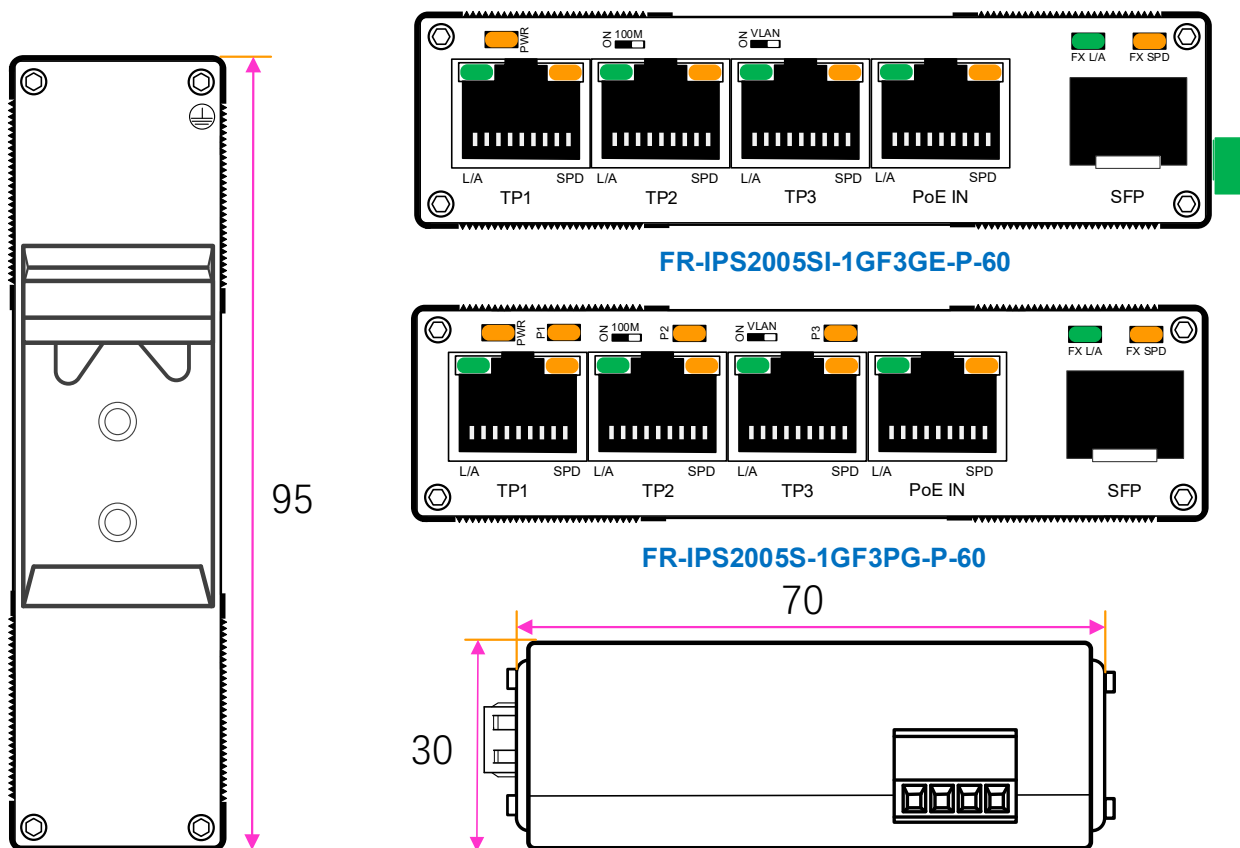 PWR
ON 100M
ON VLAN
FX L/A FX SPD
L/A SPD L/A SPD L/A SPD L/A SPD
TP1 TP2 TP3 PoE IN SFP
FR-IPS2005SI-1GF3GE-P-60
PWR P1 ON 100M P2 ON VLAN P3
FX L/A FX SPD
L/A SPD L/A SPD L/A SPD L/A SPD
TP1 TP2 TP3 PoE IN SFP
FR-IPS2005S-1GF3PG-P-60
95
70
30